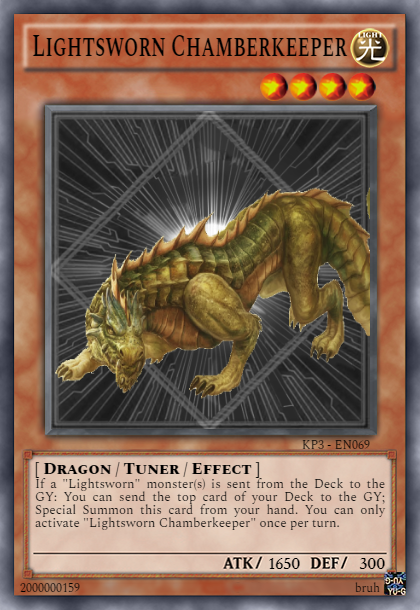 LIGHTSWORN CHAMBERKEEPER
LIGHT
光
KP3 - EN069
[ DRAGON / TUNER / EFFECT ]
If a "Lightsworn" monster(s) is sent from the Deck to the
GY: You can send the top card of your Deck to the GY;
Special Summon this card from your hand. You can only
activate "Lightsworn Chamberkeeper" once per turn.
ATK/ 1650 DEF/ 300
2000000159
bruh
YU-G